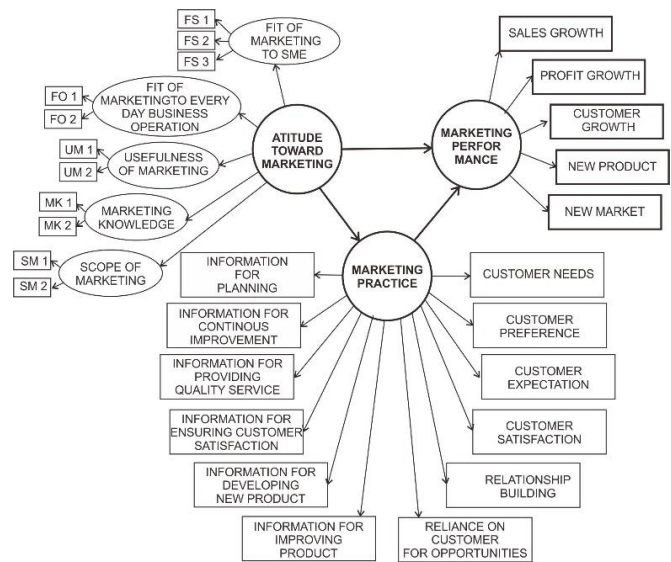 FS 1
FS 2
FS 3
FIT OF
MARKETING
TO SME
FO 1
FO 2
FIT OF
MARKETINGTO EVERY
DAY BUSINESS
OPERATION
UM 1
UM 2
USEFULNESS
OF MARKETING
MK 1
MK 2
MARKETING
KNOWLEDGE
SM 1
SM 2
SCOPE OF
MARKETING
ATITUDE
TOWARD
MARKETING
MARKETING
PERFOR
MANCE
SALES GROWTH
PROFIT GROWTH
CUSTOMER
GROWTH
NEW PRODUCT
NEW MARKET
MARKETING
PRACTICE
INFORMATION
FOR
PLANNING
INFORMATION FOR
CONTINOUS
IMPROVEMENT
INFORMATION FOR
PROVIDING
QUALITY SERVICE
INFORMATION FOR
ENSURING CUSTOMER
SATISFACTION
INFORMATION FOR
DEVELOPING
NEW PRODUCT
INFORMATION FOR
IMPROVING
PRODUCT
CUSTOMER NEEDS
CUSTOMER
PREFERENCE
CUSTOMER
EXPECTATION
CUSTOMER
SATISFACTION
RELATIONSHIP
BUILDING
RELIANCE ON
CUSTOMER
FOR OPPORTUNITIES